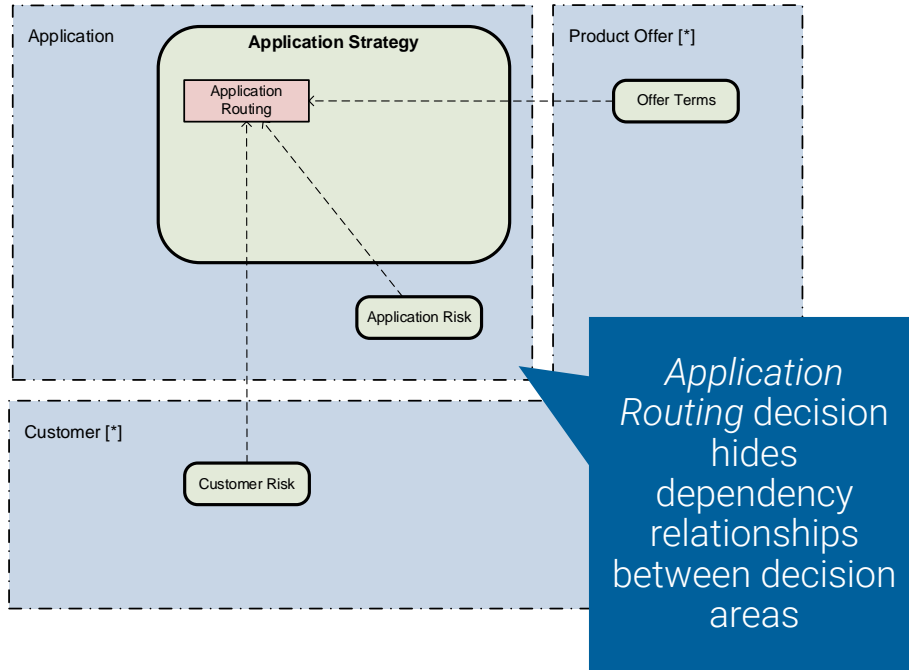 Application
Application Strategy
Product Offer [*]
Application
Routing
Offer Terms
Application Risk
Customer [*]
Customer Risk
Application
Routing decision
hides
dependency
relationships
between decision
areas